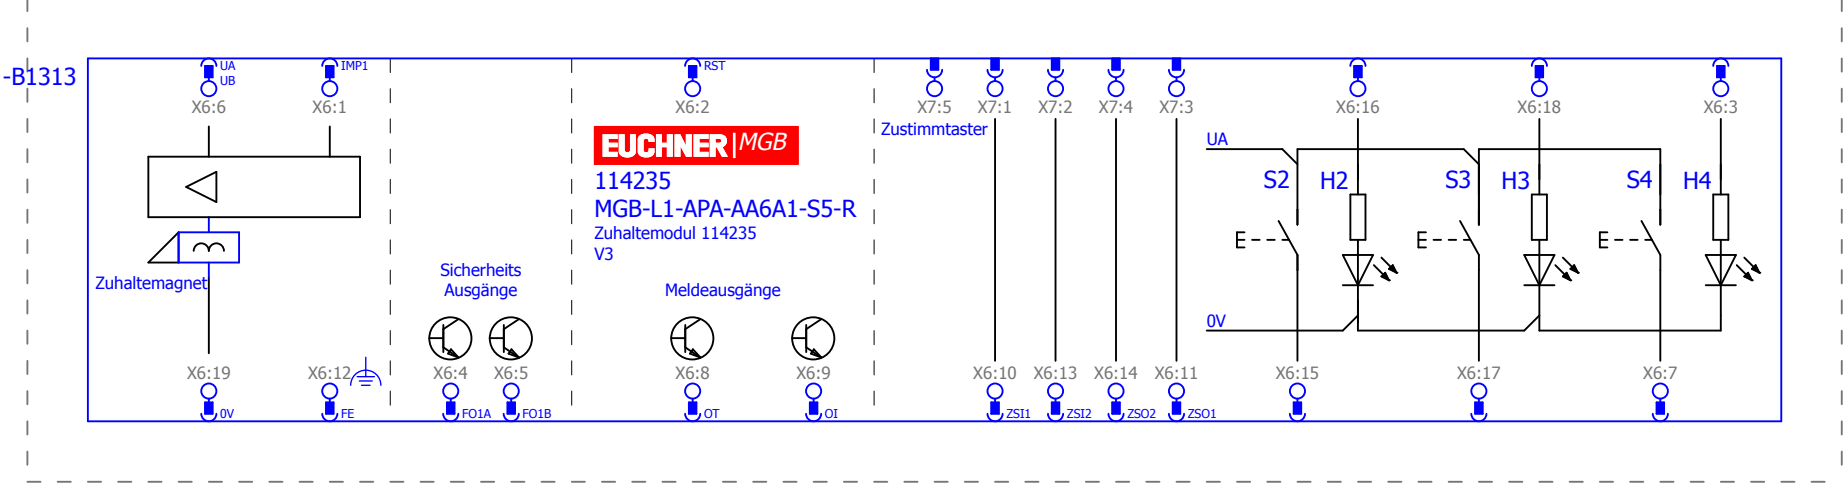 -B1313
UA
UB
IMP1
RST
X6:6
X6:1
X6:2
X7:5
X7:1
X7:2
X7:4
X7:3
X6:16
X6:18
X6:3
Zustimmtaster
EUCHNER|MGB
114235
MGB-L1-APA-AA6A1-S5-R
Zuhaltemodul 114235
V3
UA
S2
H2
S3
H3
S4
H4
Zuhaltemagnet
Sicherheits
Ausgänge
Meldeausgänge
0V
X6:19
X6:12
X6:4
X6:5
X6:8
X6:9
X6:10
X6:13
X6:14
X6:11
X6:15
X6:17
X6:7
0V
FE
FO1A
FO1B
OT
OI
ZSI1
ZSI2
ZSO2
ZSO1